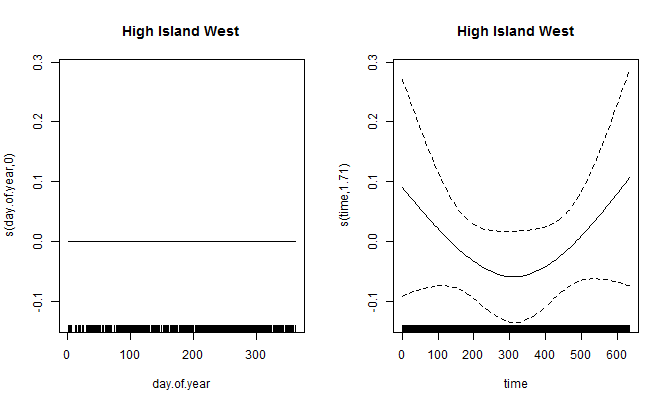 High Island West
s(day.of.year,0)
0.3
0.2
0.1
0.0
-0.1
0 100 200 300
day.of.year
High Island West
s(time,1.71)
0.3
0.2
0.1
0.0
-0.1
0 100 200 300 400 500 600
time